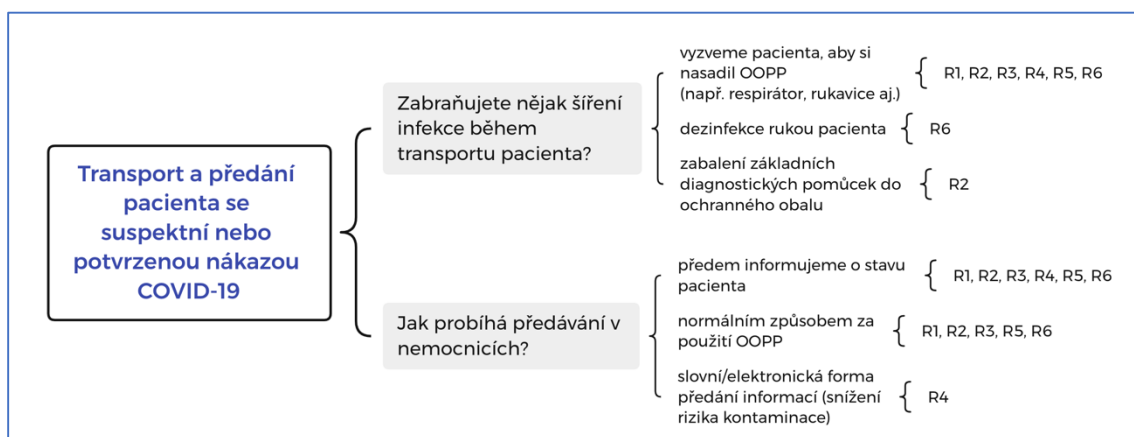 Transport a předání
pacienta se
suspektní nebo
potvrzenou nákazou
COVID-19
Zabraňujete nějak šíření
infekce během
transportu pacienta?
vyzveme pacienta, aby si
nasadil OOPP
(např. respirátor, rukavice aj.)
R1, R2, R3, R4, R5, R6
dezinfekce rukou pacienta
R6
zabalení základních
diagnostických pomůcek do
ochranného obalu
R2
Jak probíhá předávání v
nemocnicích?
předem informujeme o stavu
pacienta
R1, R2, R3, R4, R5, R6
normálním způsobem za
použití OOPP
R1, R2, R3, R5, R6
slovní/elektronická forma
předání informací (snížení
rizika kontaminace)
R4